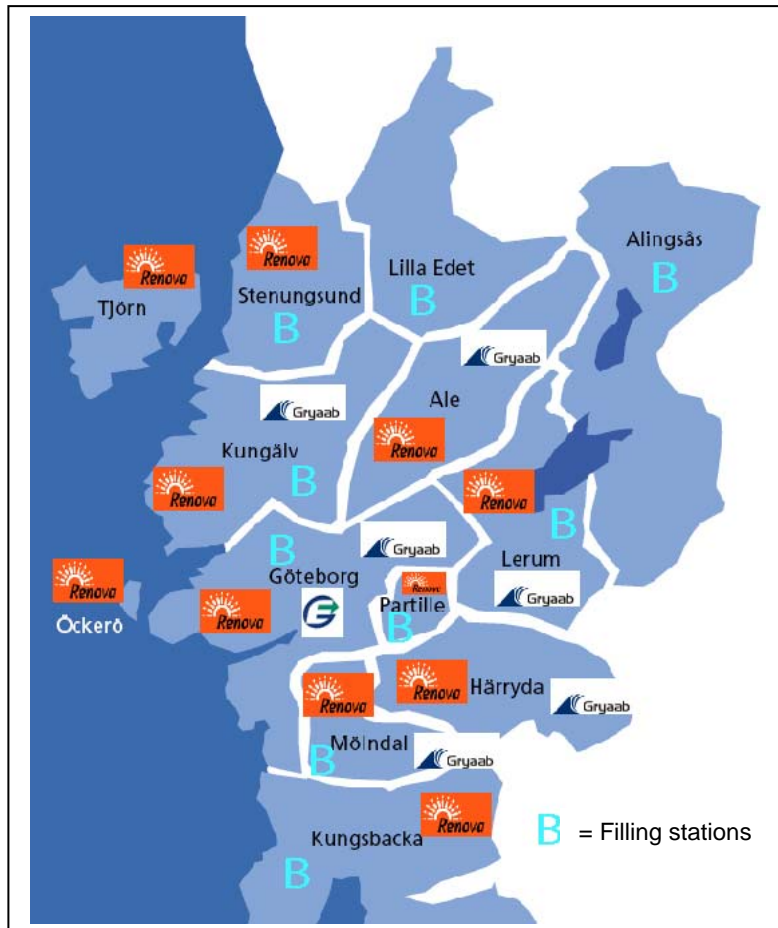 Alingsås
B
Renova
Lilla Edet
B
Renova
Stenungsund
B
Tjörn
Gryaab
Ale
Renova
Gryaab
Kungälv
B
Renova
Renova
B
Lerum
Gryaab
B
Göteborg
Gryaab
Renova
Renova
Öckerö
Renova
Partille
B
Renova
Härryda
Gryaab
Renova
Mölndal
B
Gryaab
Renova
Kungsbacka
B
B = Filling stations